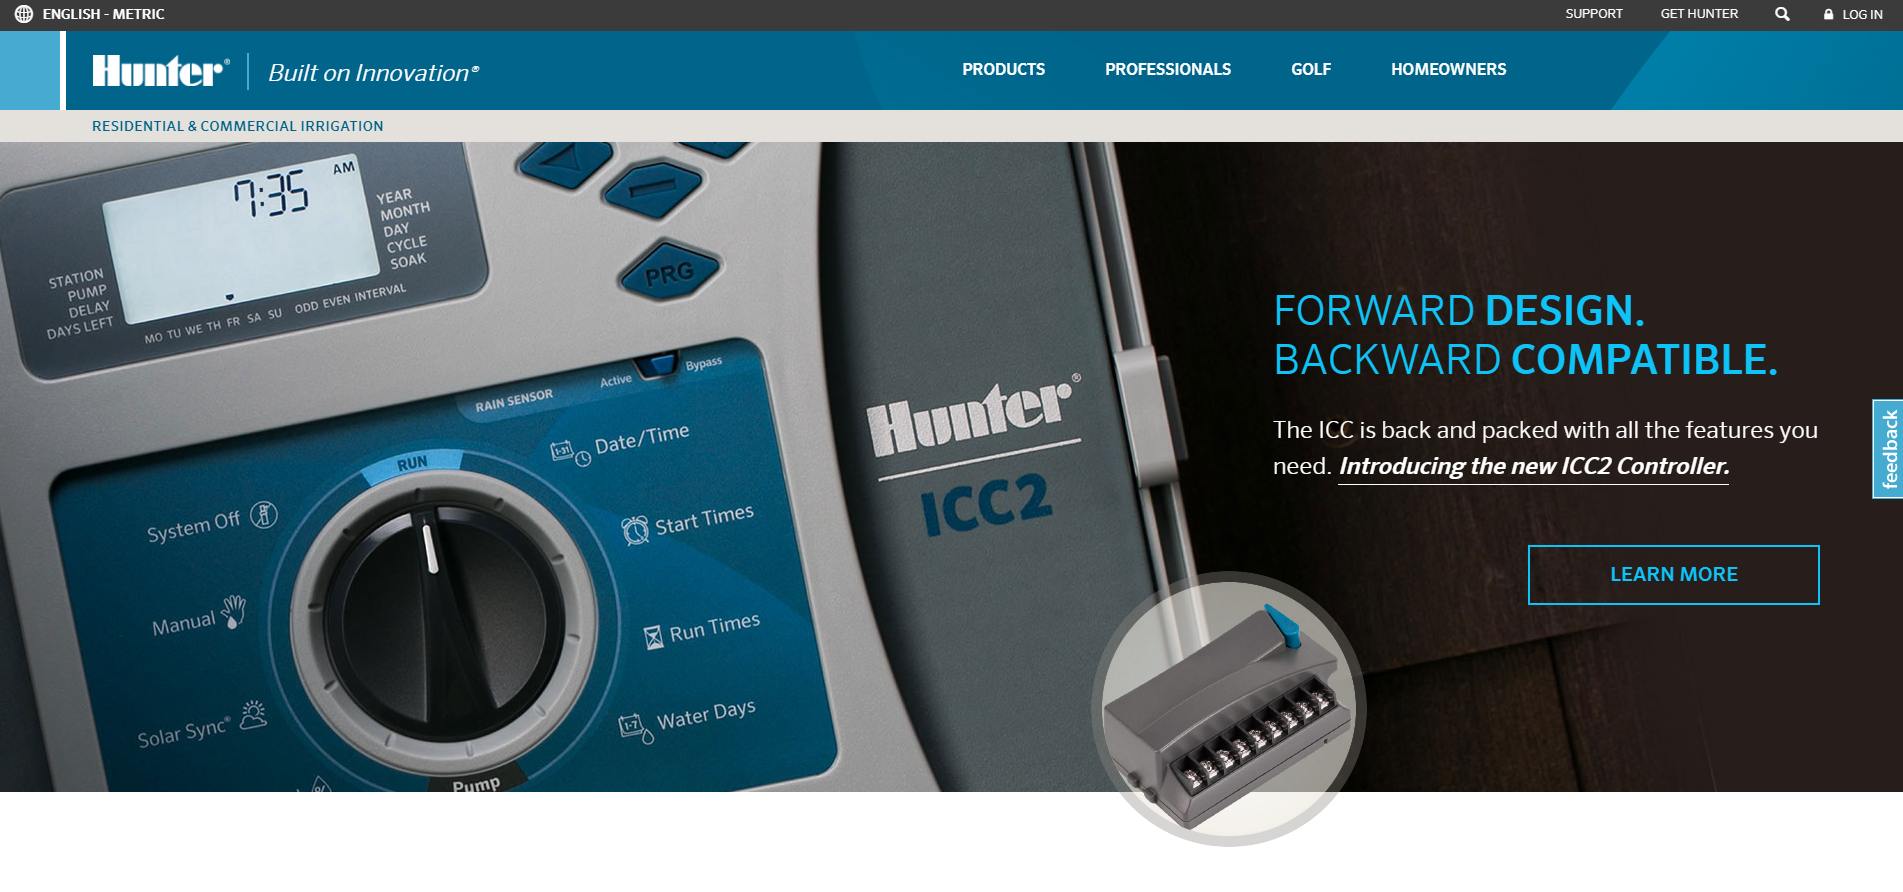 ENGLISH - METRIC
SUPPORT
GET HUNTER
LOG IN
Hunter®
Built on Innovation®
PRODUCTS
PROFESSIONALS
GOLF
HOMEOWNERS
RESIDENTIAL & COMMERCIAL IRRIGATION
7:35 AM
YEAR
MONTH
DAY
CYCLE
SOAK
STATION
PUMP
DELAY
DAYS LEFT
MO TU WE TH FR SA SU ODD EVEN INTERVAL
PRG
RAIN SENSOR
Active
Bypass
RUN
1-31
Date/Time
System Off
Start Times
Manual
Run Times
Solar Sync®
1-7
Water Days
%
Pump
Hunter®
ICC2
FORWARD DESIGN.
BACKWARD COMPATIBLE.
The ICC is back and packed with all the features you
need. Introducing the new ICC2 Controller.
LEARN MORE
feedback